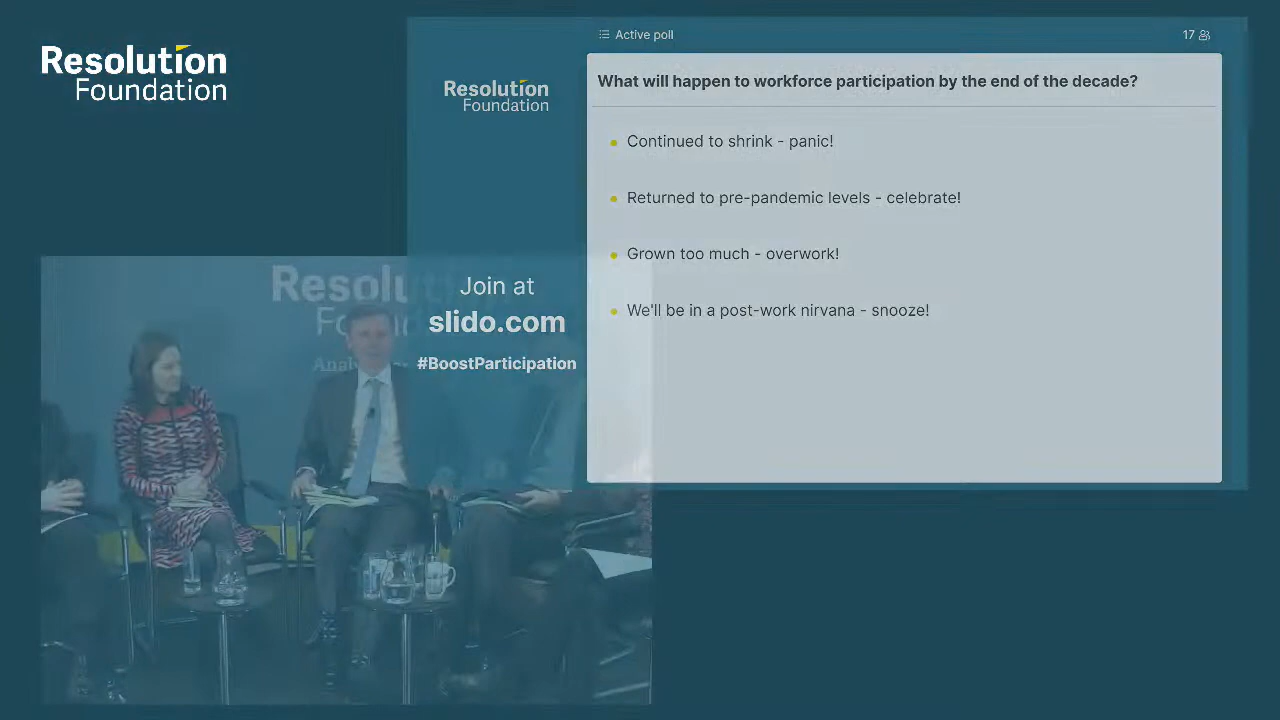 Resolution
Foundation
Active poll
17
Resolution
Foundation
What will happen to workforce participation by the end of the decade?
Continued to shrink - panic!
Returned to pre-pandemic levels - celebrate!
Grown too much - overwork!
We'll be in a post-work nirvana - snooze!
Join at
slido.com
#BoostParticipation